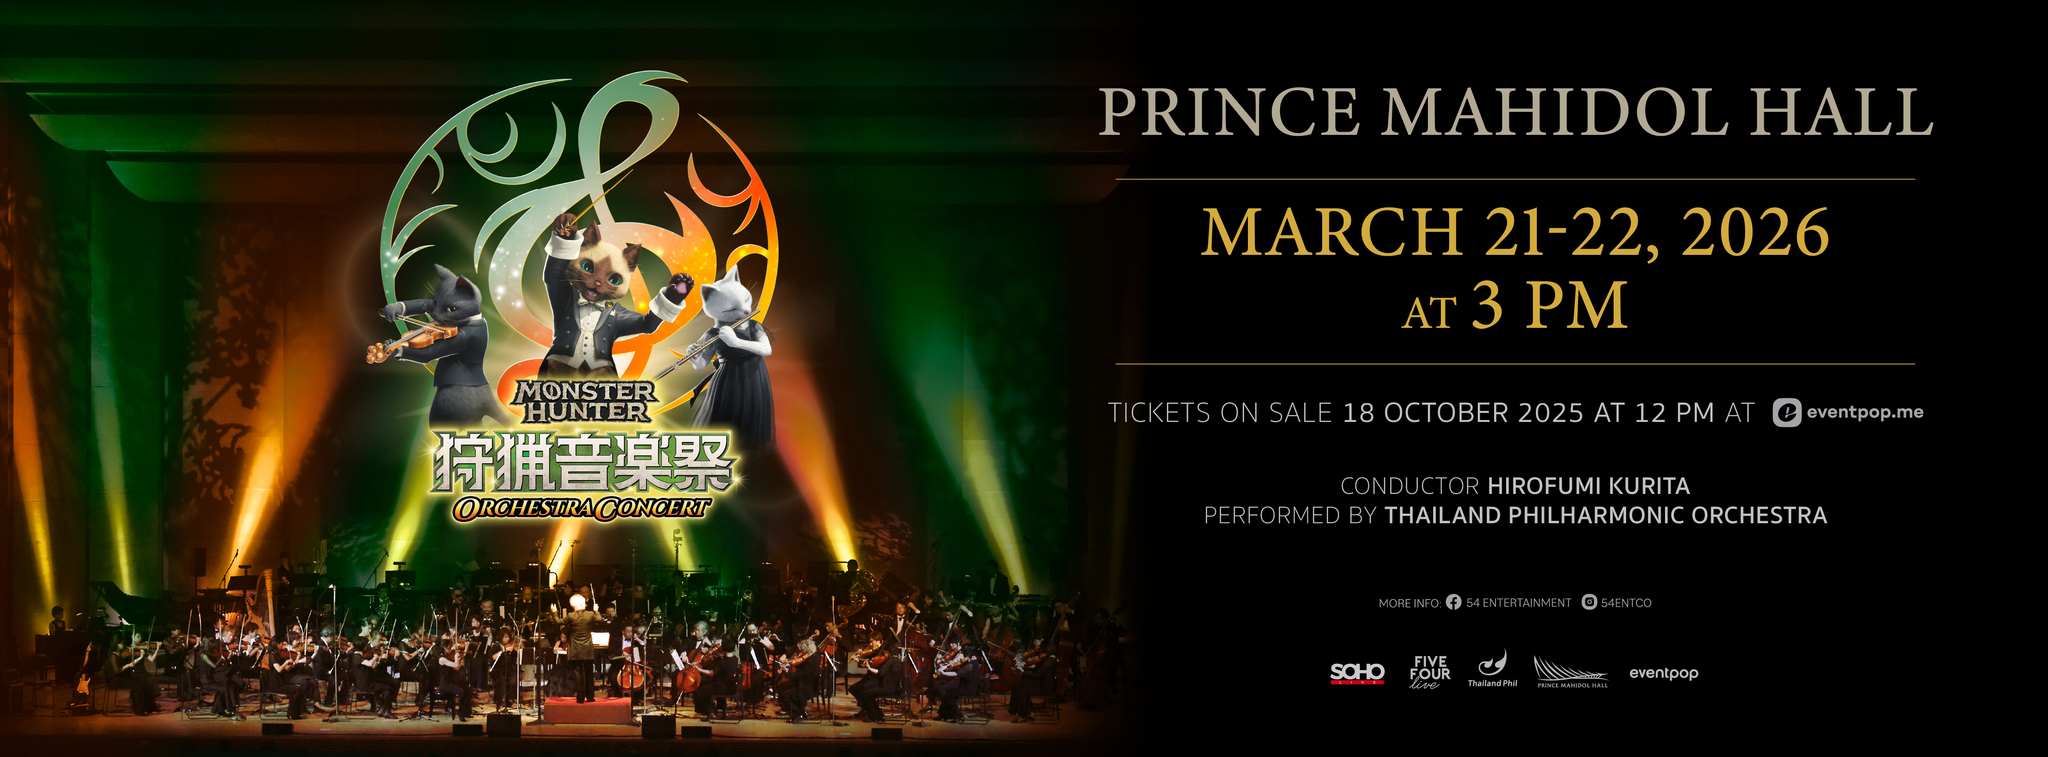 MONSTER
HUNTER
狩猟音楽祭
ORCHESTRA CONCERT
PRINCE MAHIDOL HALL
MARCH 21-22, 2026
AT 3 PM
TICKETS ON SALE 18 OCTOBER 2025 AT 12 PM AT eventpop.me
CONDUCTOR HIROFUMI KURITA
PERFORMED BY THAILAND PHILHARMONIC ORCHESTRA
MORE INFO: 54 ENTERTAINMENT 54ENTCO
SOHO
LIVE
FIVE
FOUR
live
Thailand Phil
PRINCE MAHIDOL HALL
eventpop